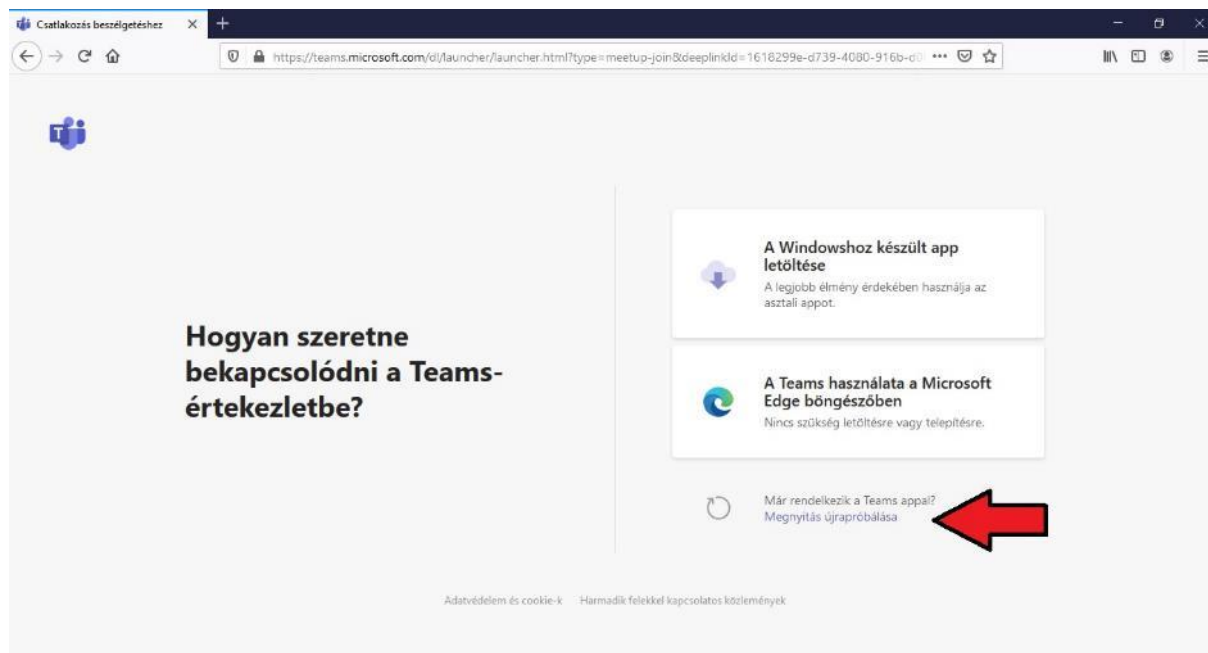 Csatlakozás beszélgetéshez
https://teams.microsoft.com/dl/launcher/launcher.html?type=meetup-join&deeplinkId=1618299e-d739-4080-916b-d0
T
Hogyan szeretne
bekapcsolódni a Teams-
értekezletbe?
A Windowshoz készült app
letöltése
A legjobb élmény érdekében használja az
asztali appot.
A Teams használata a Microsoft
Edge böngészőben
Nincs szükség letöltésre vagy telepítésre.
Már rendelkezik a Teams appal?
Megnyitás újrapróbálása
Adatvédelem és cookie-k Harmadik felekkel kapcsolatos közlemények